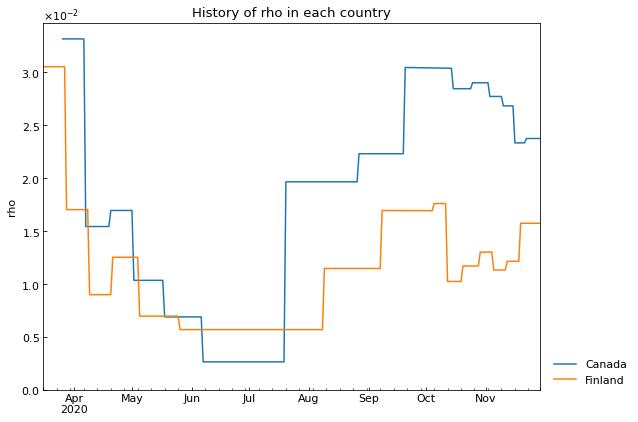 History of rho in each country
×10⁻²
3.0
2.5
2.0
1.5
1.0
0.5
0.0
rho
Apr May Jun Jul Aug Sep Oct Nov
2020
Canada
Finland